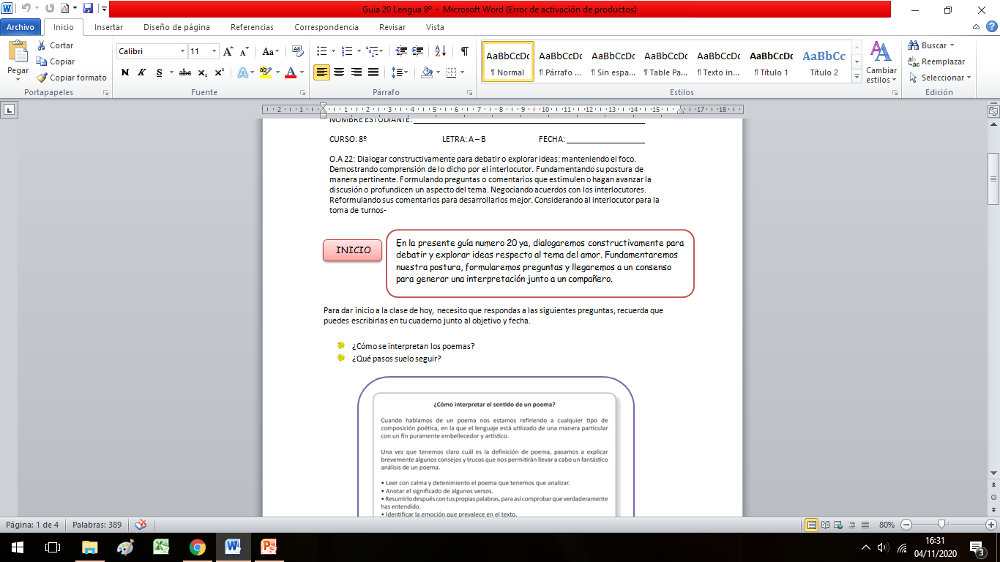 Guia 20 Lengua 8º - Microsoft Word (Error de activación de productos)
Archivo Inicio Insertar Diseño de página Referencias Correspondencia Revisar Vista
Pegar
Cortar
Copiar
Copiar formato
Portapapeles
Calibri 11
N K S abc x₂ x²
Fuente
Párrafo
AaBbCcDc AaBbCcDc AaBbCcDc AaBbCcDc AaBbCcDc AaBbCcDc AaBbCc
¶ Normal ¶ Párrafo ... ¶ Sin espa... ¶ Table Pa... ¶ Texto in... ¶ Título 1 Título 2
Estilos
Cambiar estilos
Buscar
Reemplazar
Seleccionar
Edición
2 1 1 2 3 4 5 6 7 8 9 10 11 12 13 14 15 17 18
NOMBRE ESTUDIANTE:
CURSO: 8º LETRA: A – B FECHA:
O.A 22: Dialogar constructivamente para debatir o explorar ideas: manteniendo el foco.
Demostrando comprensión de lo dicho por el interlocutor. Fundamentando su postura de
manera pertinente. Formulando preguntas o comentarios que estimulen o hagan avanzar la
discusión o profundicen un aspecto del tema. Negociando acuerdos con los interlocutores.
Reformulando sus comentarios para desarrollarlos mejor. Considerando al interlocutor para la
toma de turnos-
INICIO
En la presente guía numero 20 ya, dialogaremos constructivamente para
debatir y explorar ideas respecto al tema del amor. Fundamentaremos
nuestra postura, formularemos preguntas y llegaremos a un consenso
para generar una interpretación junto a un compañero.
Para dar inicio a la clase de hoy, necesito que respondas a las siguientes preguntas, recuerda que
puedes escribirlas en tu cuaderno junto al objetivo y fecha.
¿Cómo se interpretan los poemas?
¿Qué pasos suelo seguir?
¿Cómo interpretar el sentido de un poema?
Cuando hablamos de un poema nos estamos refiriendo a cualquier tipo de
composición poética, en la que el lenguaje está utilizado de una manera particular
con un fin puramente embellecedor y artístico.
Una vez que tenemos claro cuál es la definición de poema, pasamos a explicar
brevemente algunos consejos y trucos que nos permitirán llevar a cabo un fantástico
análisis de un poema.
• Leer con calma y detenimiento el poema que tenemos que analizar.
• Anotar el significado de algunos versos.
• Resumirlo después con tus propias palabras, para así comprobar que verdaderamente
has entendido.
• Identificar la emoción que prevalece en el texto.
Página: 1 de 4 Palabras: 389 80%
16:31
04/11/2020
3